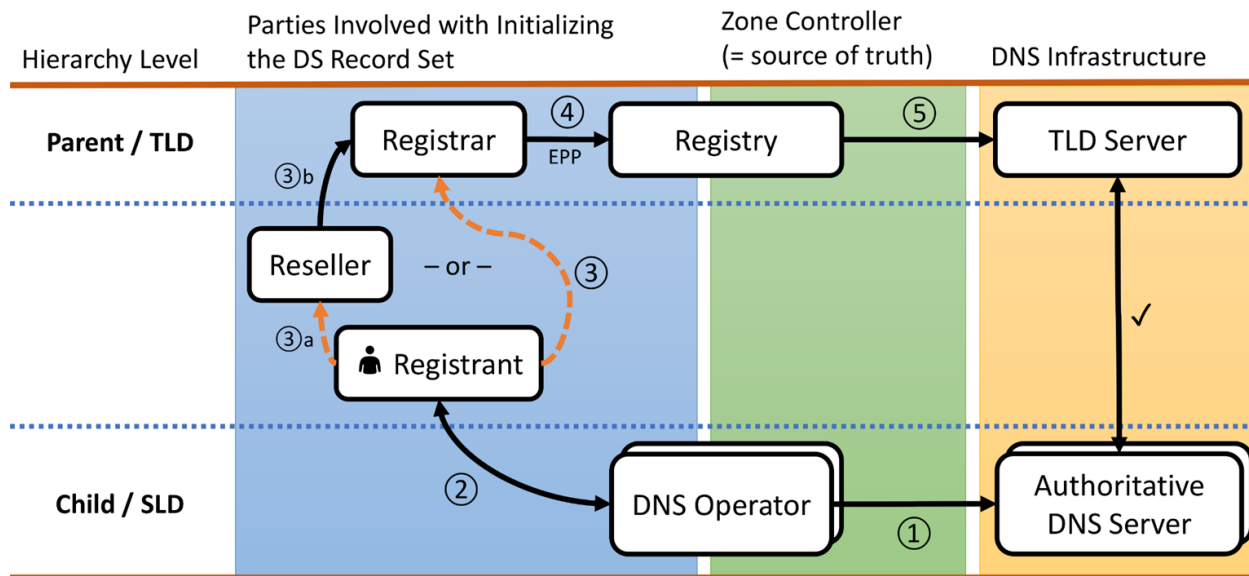 Hierarchy Level
Parties Involved with Initializing
the DS Record Set
Zone Controller
(= source of truth)
DNS Infrastructure
Parent / TLD
Registrar
④
EPP
Registry
⑤
TLD Server
③b
Reseller
– or –
③
③a
Registrant
✓
Child / SLD
②
DNS Operator
①
Authoritative
DNS Server